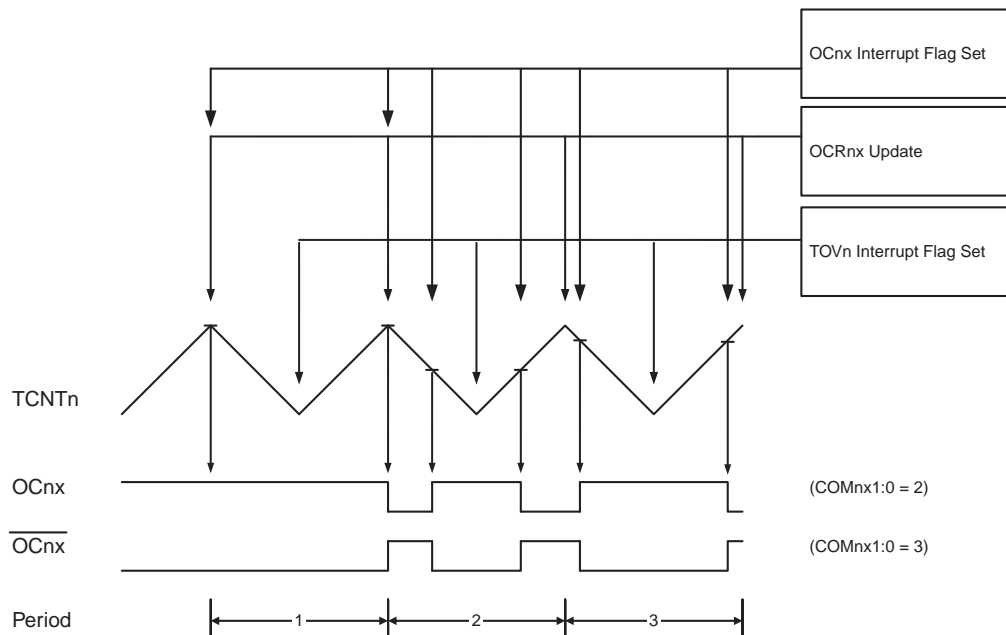 OCnx Interrupt Flag Set
OCRnx Update
TOVn Interrupt Flag Set
TCNTn
OCnx
(COMnx1:0 = 2)
OCnx
(COMnx1:0 = 3)
Period
1
2
3